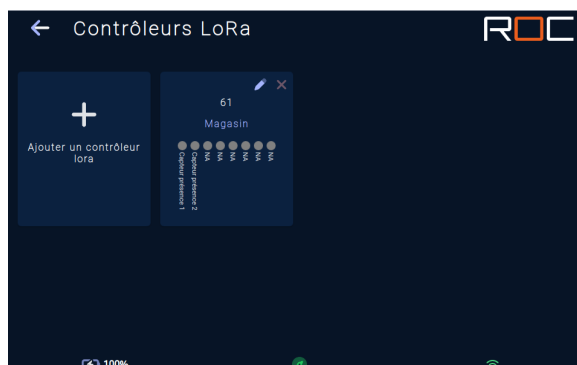 Contrôleurs LoRa
ROC
Ajouter un contrôleur
lora
61
Magasin
Capteur présence 1
Capteur présence 2
NA
NA
NA
NA
NA
NA
100%